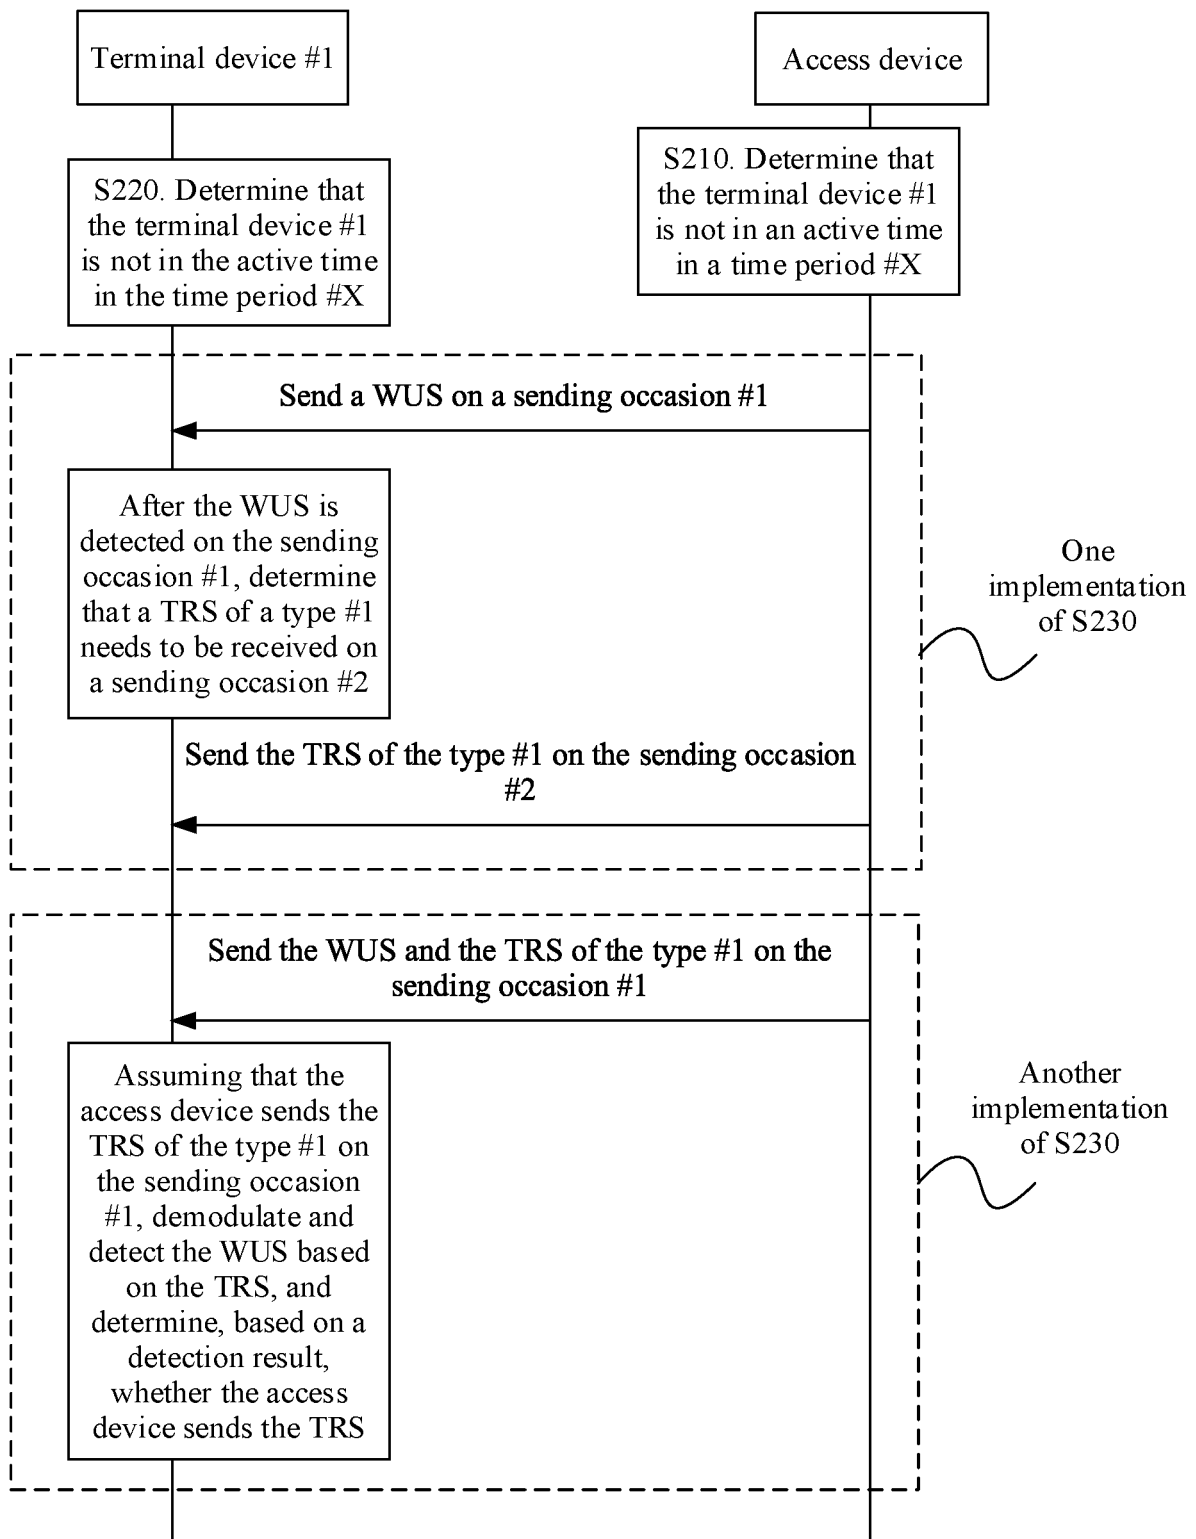 Terminal device #1
Access device
S220. Determine that
the terminal device #1
is not in the active time
in the time period #X
S210. Determine that
the terminal device #1
is not in an active time
in a time period #X
Send a WUS on a sending occasion #1
After the WUS is
detected on the sending
occasion #1, determine
that a TRS of a type #1
needs to be received on
a sending occasion #2
One
implementation
of S230
Send the TRS of the type #1 on the sending occasion
#2
Send the WUS and the TRS of the type #1 on the
sending occasion #1
Assuming that the
access device sends the
TRS of the type #1 on
the sending occasion
#1, demodulate and
detect the WUS based
on the TRS, and
determine, based on a
detection result,
whether the access
device sends the TRS
Another
implementation
of S230